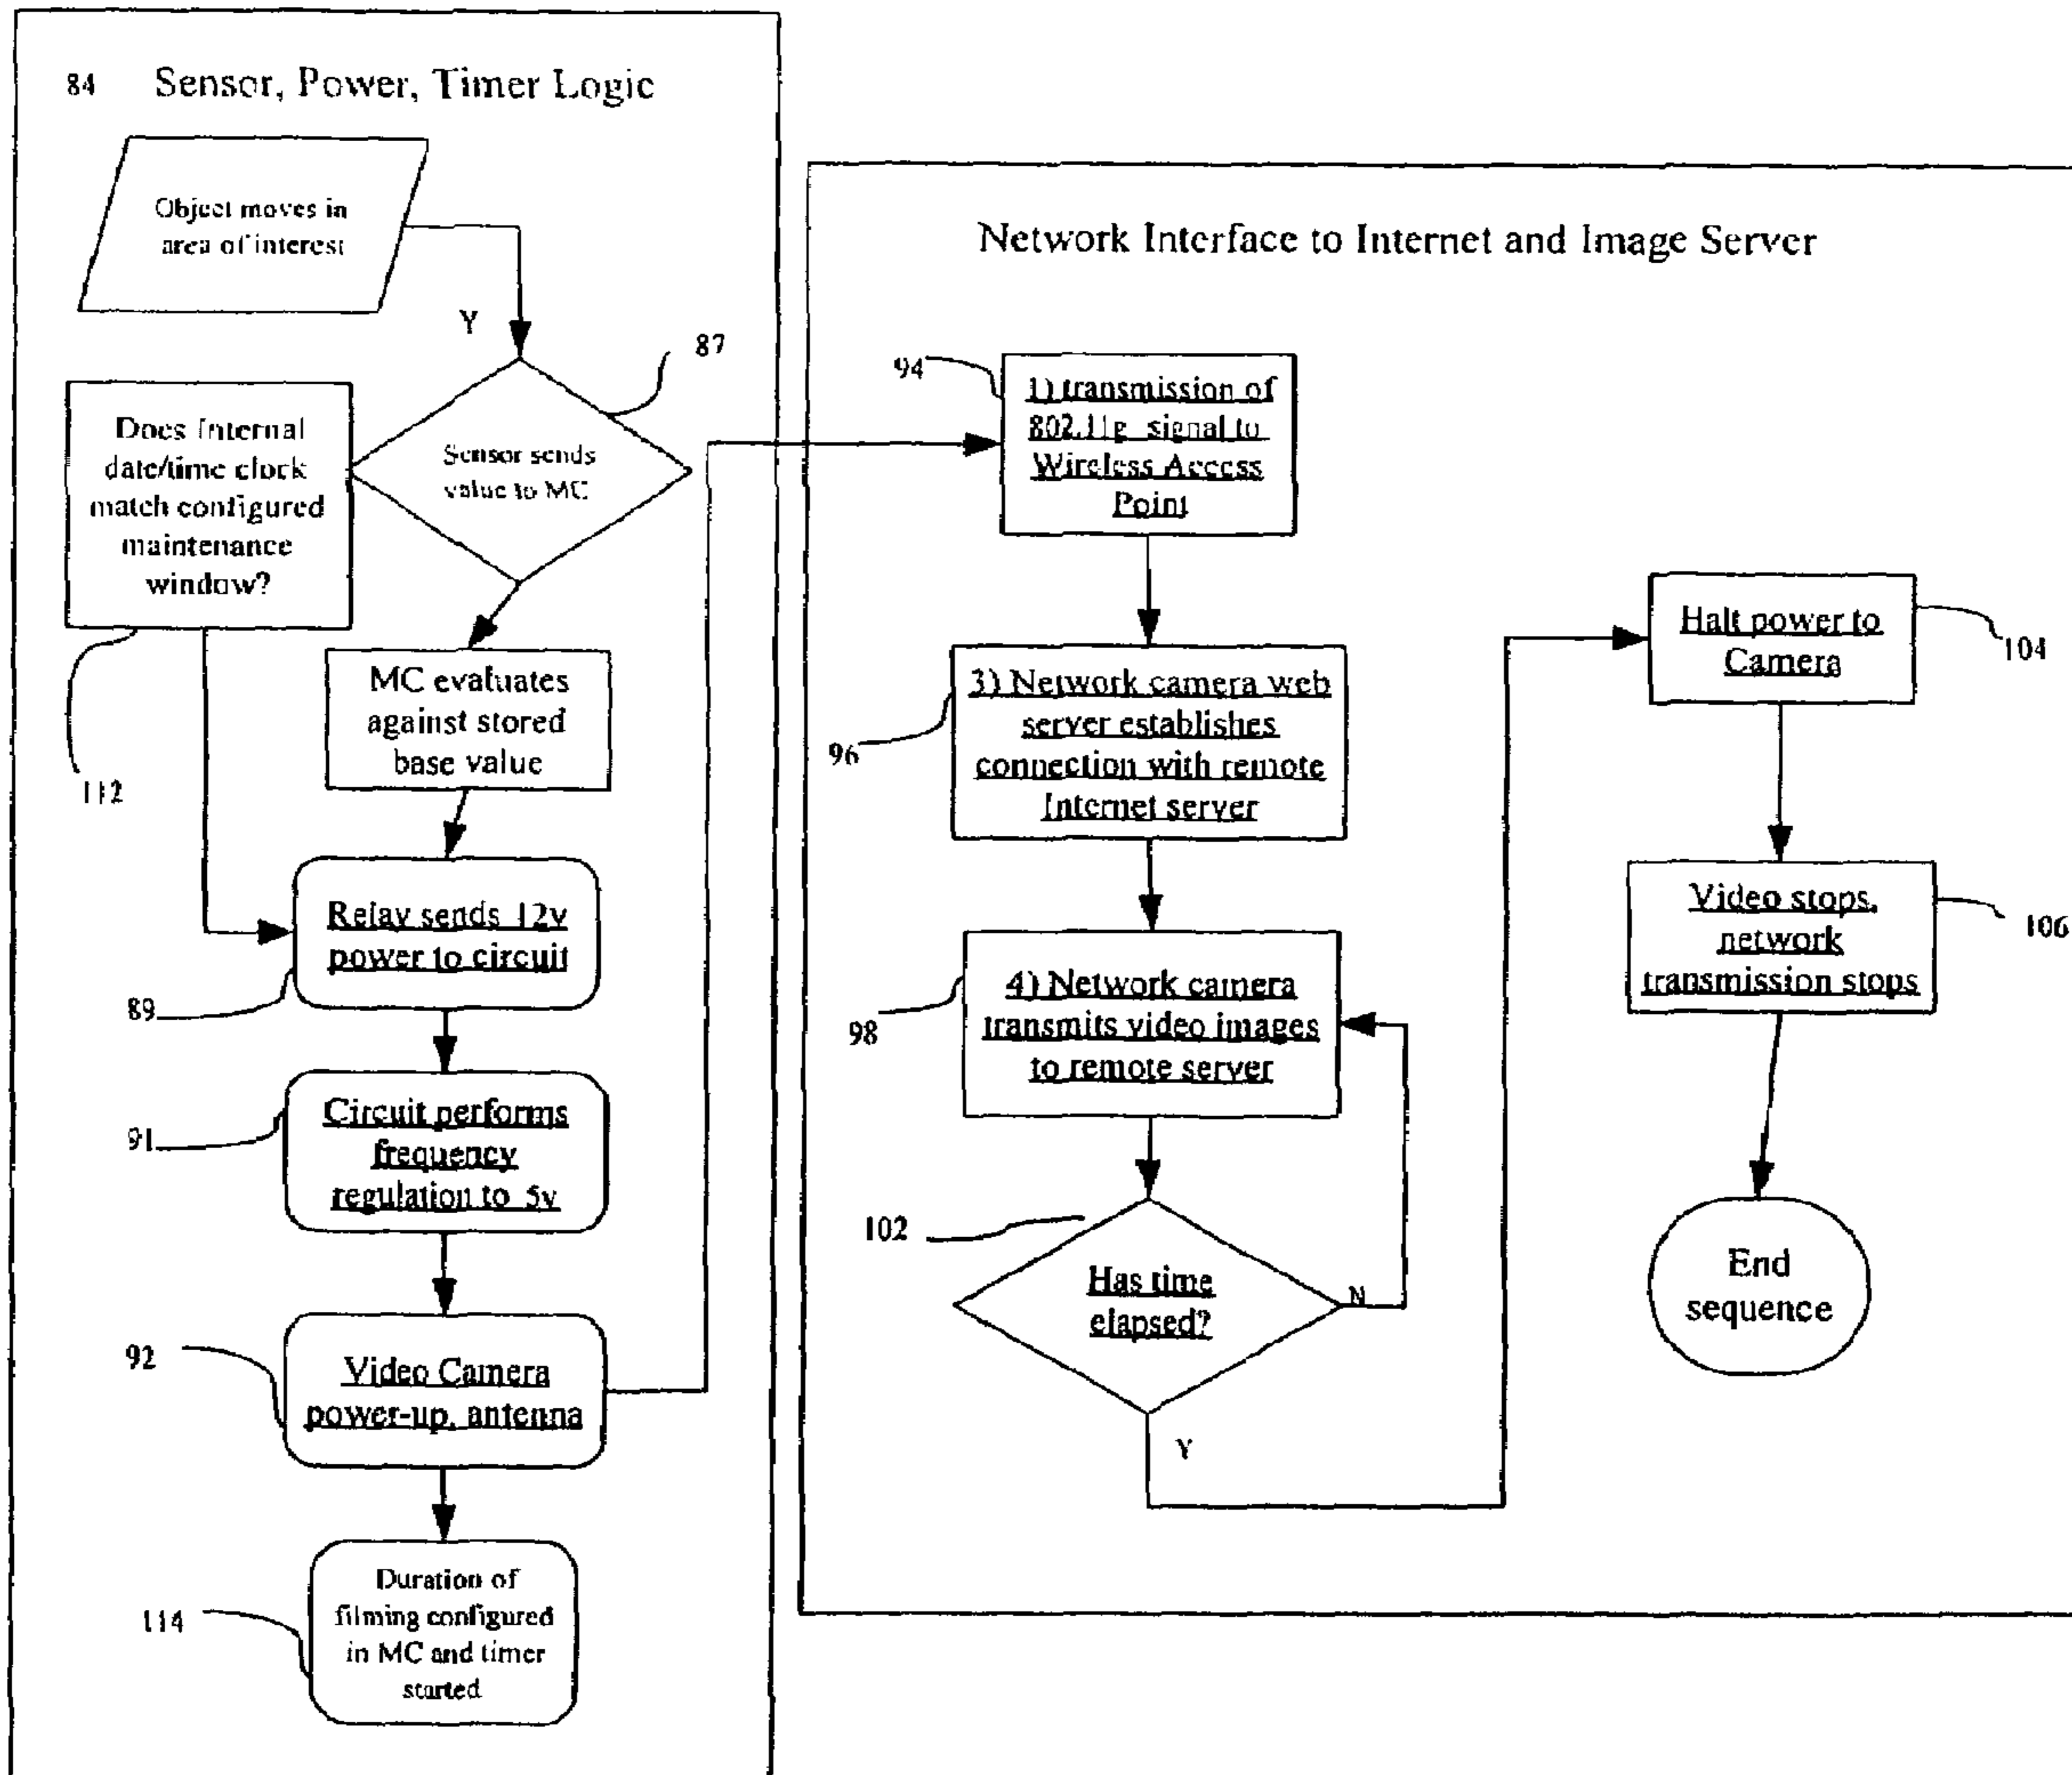 84 Sensor, Power, Timer Logic
Object moves in
area of interest
Y
87
Sensor sends
value to MC
Does Internal
date/time clock
match configured
maintenance
window?
112
MC evaluates
against stored
base value
Relay sends 12v
power to circuit
89
Circuit performs
frequency
regulation to 5v
91
92
Video Camera
power-up, antenna
114
Duration of
filming configured
in MC and timer
started
Network Interface to Internet and Image Server
94
1) transmission of
802.11g signal to
Wireless Access
Point
3) Network camera web
server establishes
connection with remote
Internet server
96
4) Network camera
transmits video images
to remote server
98
102
Has time
elapsed?
N
Y
Halt power to
Camera
104
Video stops,
network
transmission stops
106
End
sequence